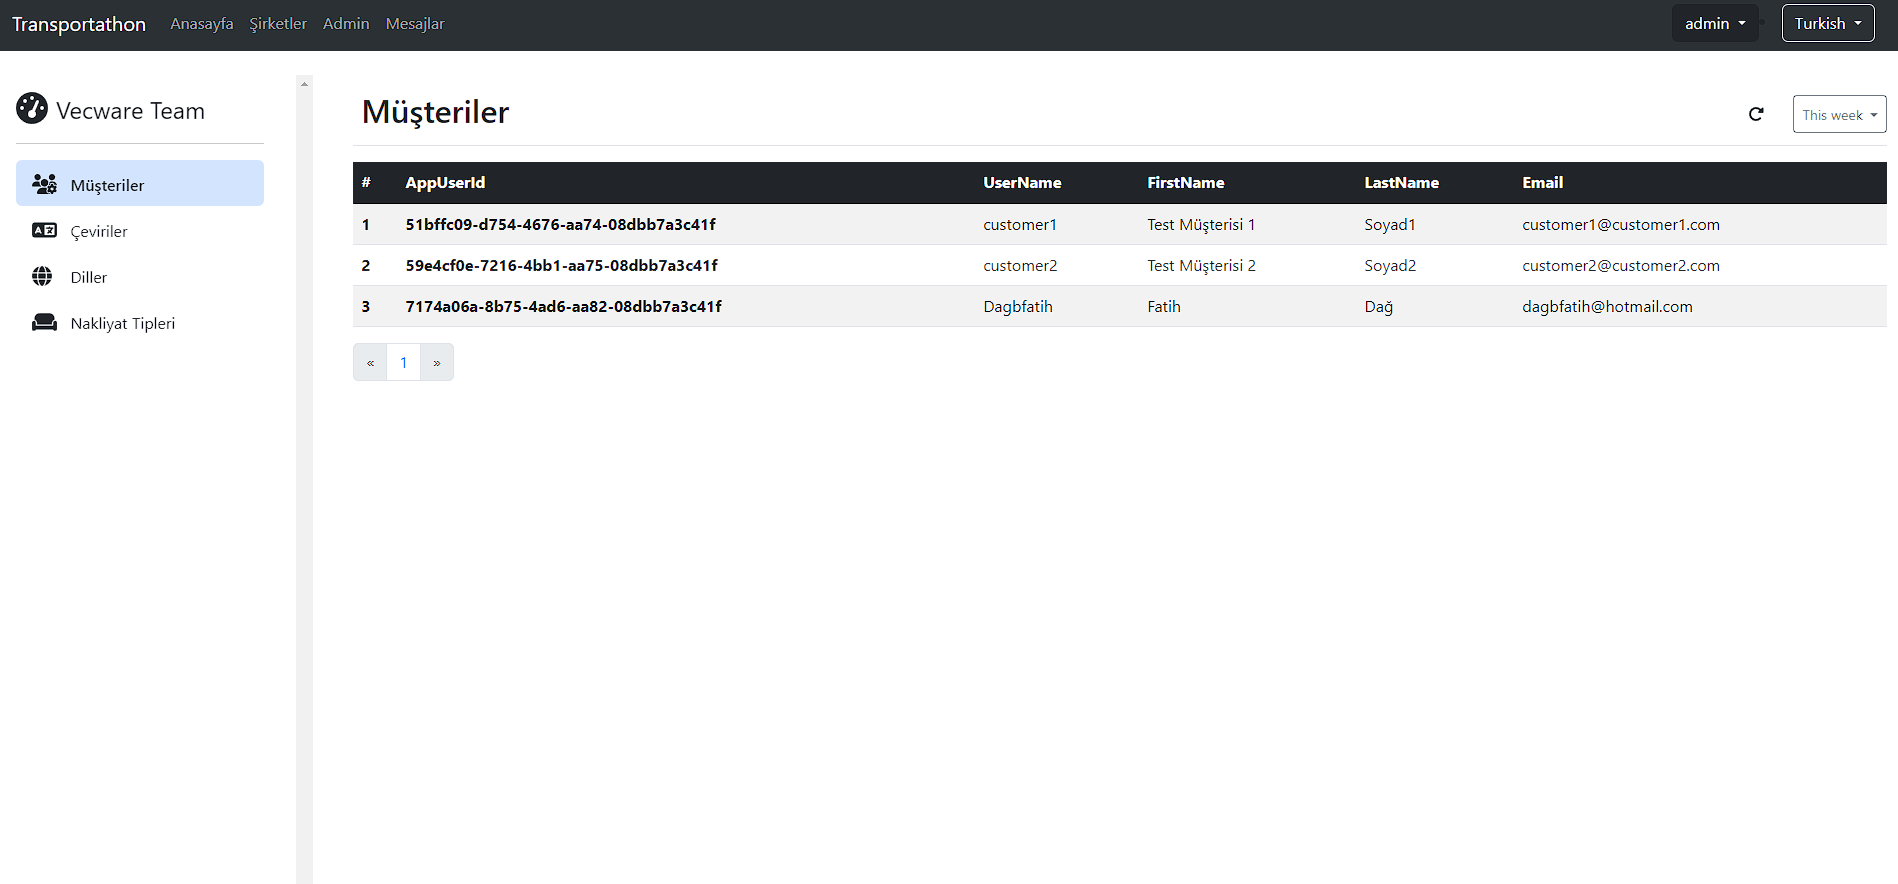 Transportathon Anasayfa Şirketler Admin Mesajlar admin Turkish
Vecware Team
Müşteriler
Çeviriler
Diller
Nakliyat Tipleri
Müşteriler This week
# AppUserId UserName FirstName LastName Email
1 51bffc09-d754-4676-aa74-08dbb7a3c41f customer1 Test Müşterisi 1 Soyad1 customer1@customer1.com
2 59e4cf0e-7216-4bb1-aa75-08dbb7a3c41f customer2 Test Müşterisi 2 Soyad2 customer2@customer2.com
3 7174a06a-8b75-4ad6-aa82-08dbb7a3c41f Dagbfatih Fatih Dağ dagbfatih@hotmail.com
« 1 »